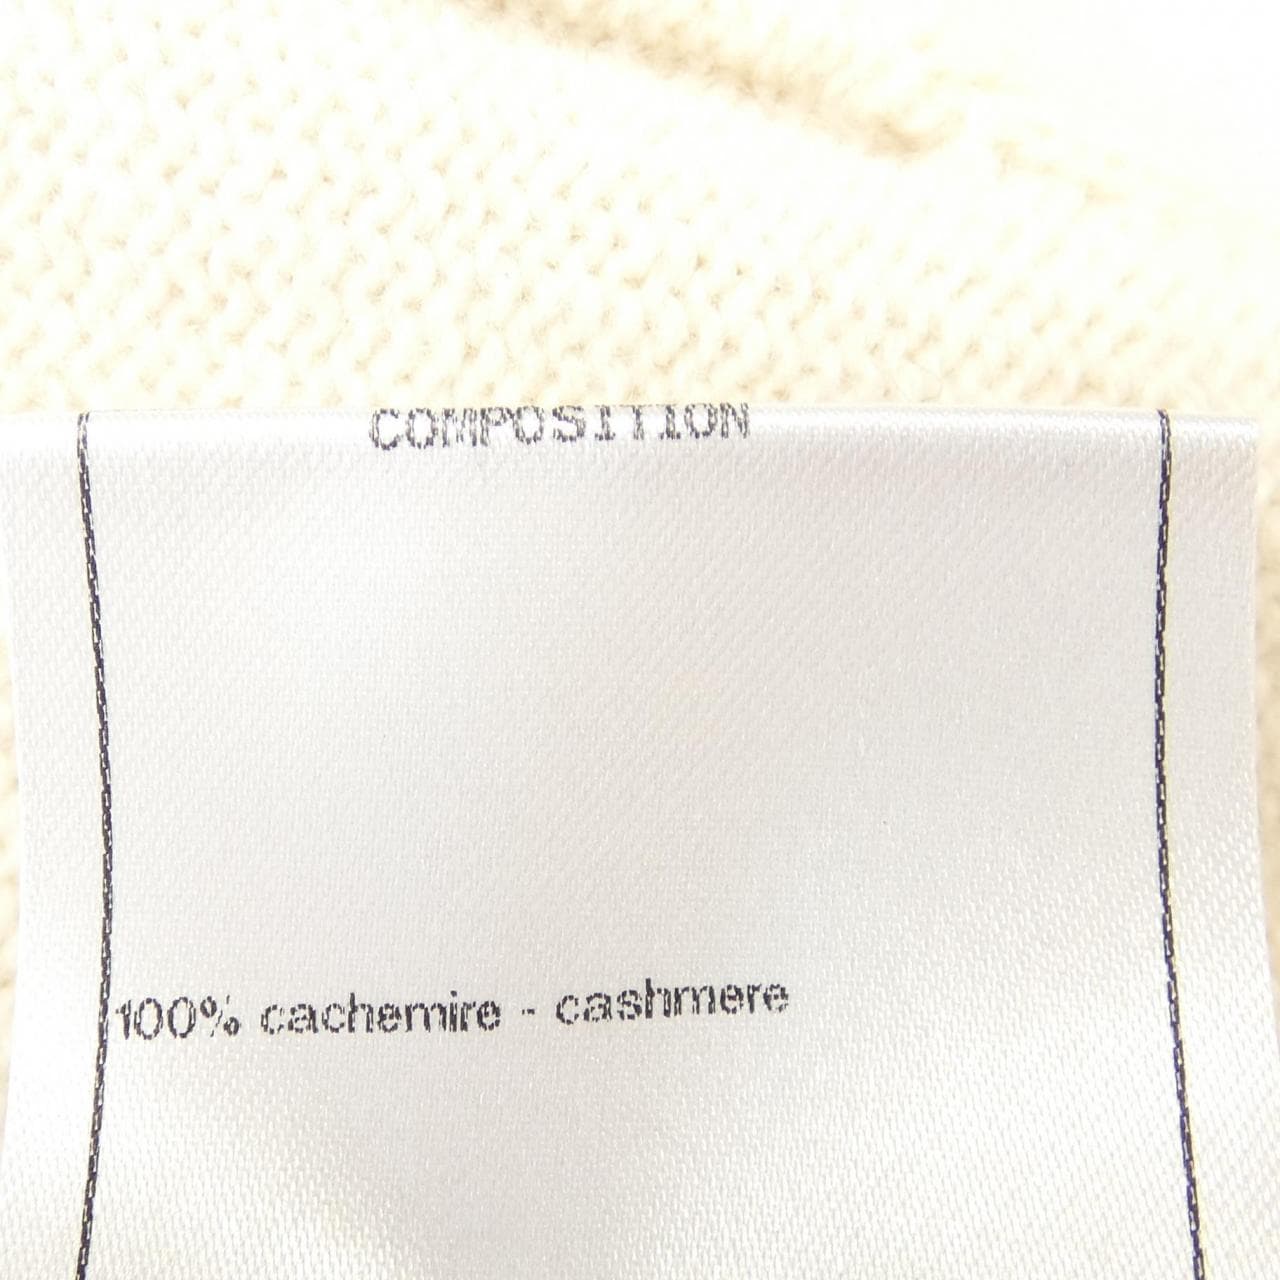 COMPOSITION
100% cachemire - cashmere